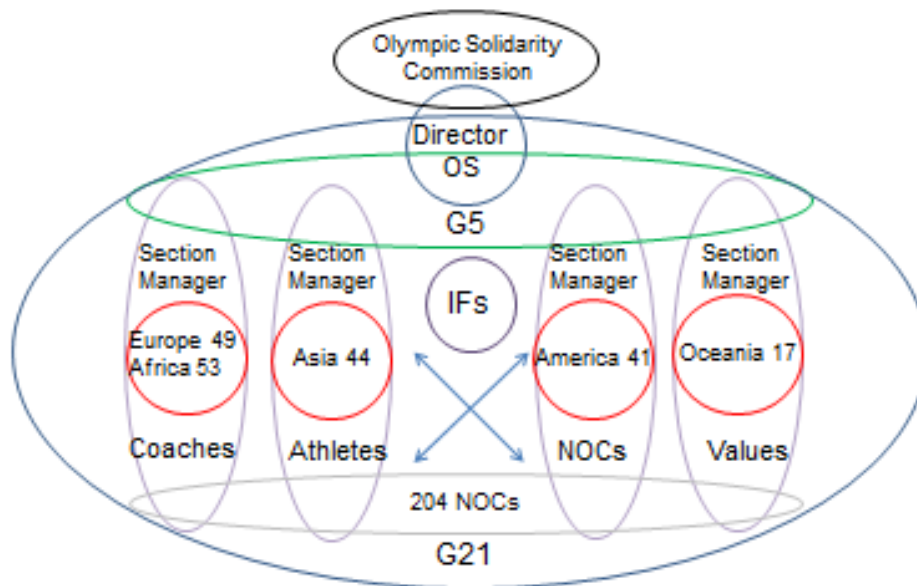 Olympic Solidarity
Commission
Director
OS
G5
Section
Manager
Section
Manager
IFs
Section
Manager
Section
Manager
Europe 49
Africa 53
Asia 44
America 41
Oceania 17
Coaches
Athletes
NOCs
Values
204 NOCs
G21